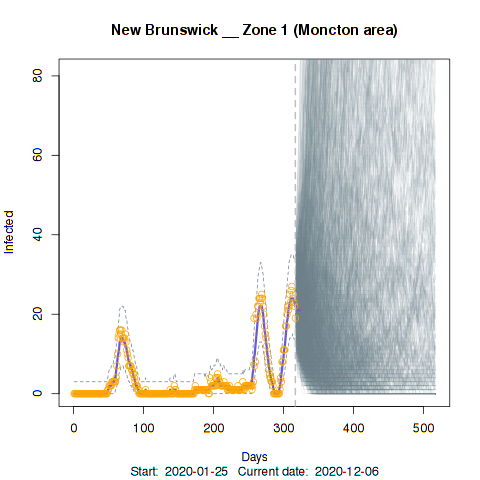 New Brunswick __ Zone 1 (Moncton area)
80
60
40
20
0
Infected
0 100 200 300 400 500
Days
Start: 2020-01-25 Current date: 2020-12-06